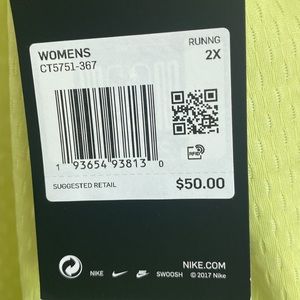 WOMENS RUNNG
CT5751-367 2X
1 93654 93813 0
RFID
SUGGESTED RETAIL $50.00
NIKE.COM
NIKE SWOOSH © 2017 Nike